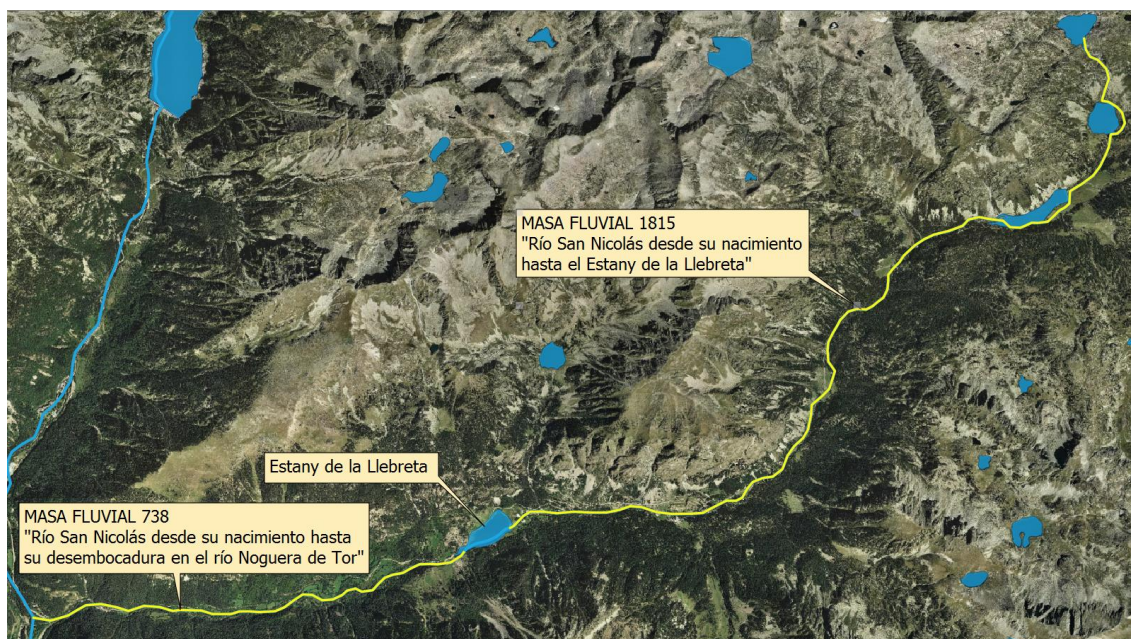 MASA FLUVIAL 1815
"Río San Nicolás desde su nacimiento
hasta el Estany de la Llebreta"
Estany de la Llebreta
MASA FLUVIAL 738
"Río San Nicolás desde su nacimiento hasta
su desembocadura en el río Noguera de Tor"